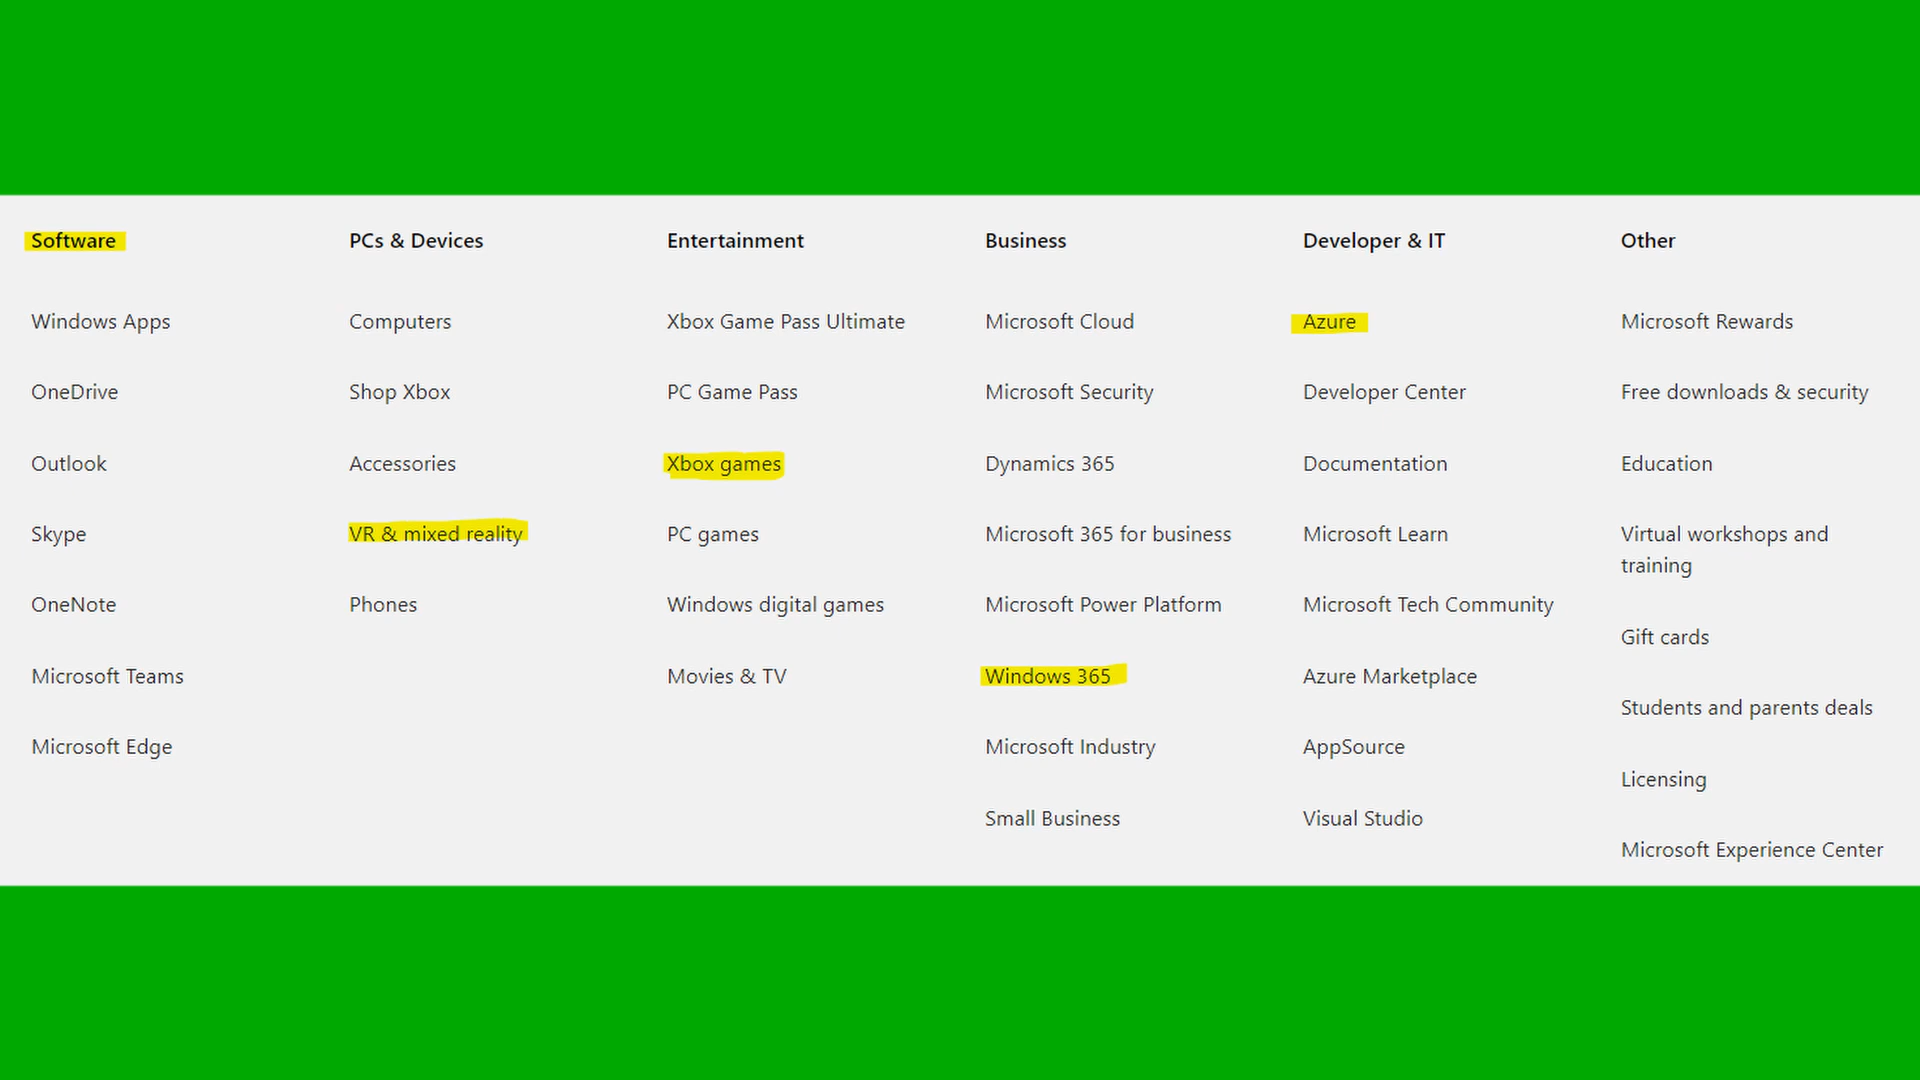 Software
Windows Apps
OneDrive
Outlook
Skype
OneNote
Microsoft Teams
Microsoft Edge
PCs & Devices
Computers
Shop Xbox
Accessories
VR & mixed reality
Phones
Entertainment
Xbox Game Pass Ultimate
PC Game Pass
Xbox games
PC games
Windows digital games
Movies & TV
Business
Microsoft Cloud
Microsoft Security
Dynamics 365
Microsoft 365 for business
Microsoft Power Platform
Windows 365
Microsoft Industry
Small Business
Developer & IT
Azure
Developer Center
Documentation
Microsoft Learn
Microsoft Tech Community
Azure Marketplace
AppSource
Visual Studio
Other
Microsoft Rewards
Free downloads & security
Education
Virtual workshops and
training
Gift cards
Students and parents deals
Licensing
Microsoft Experience Center